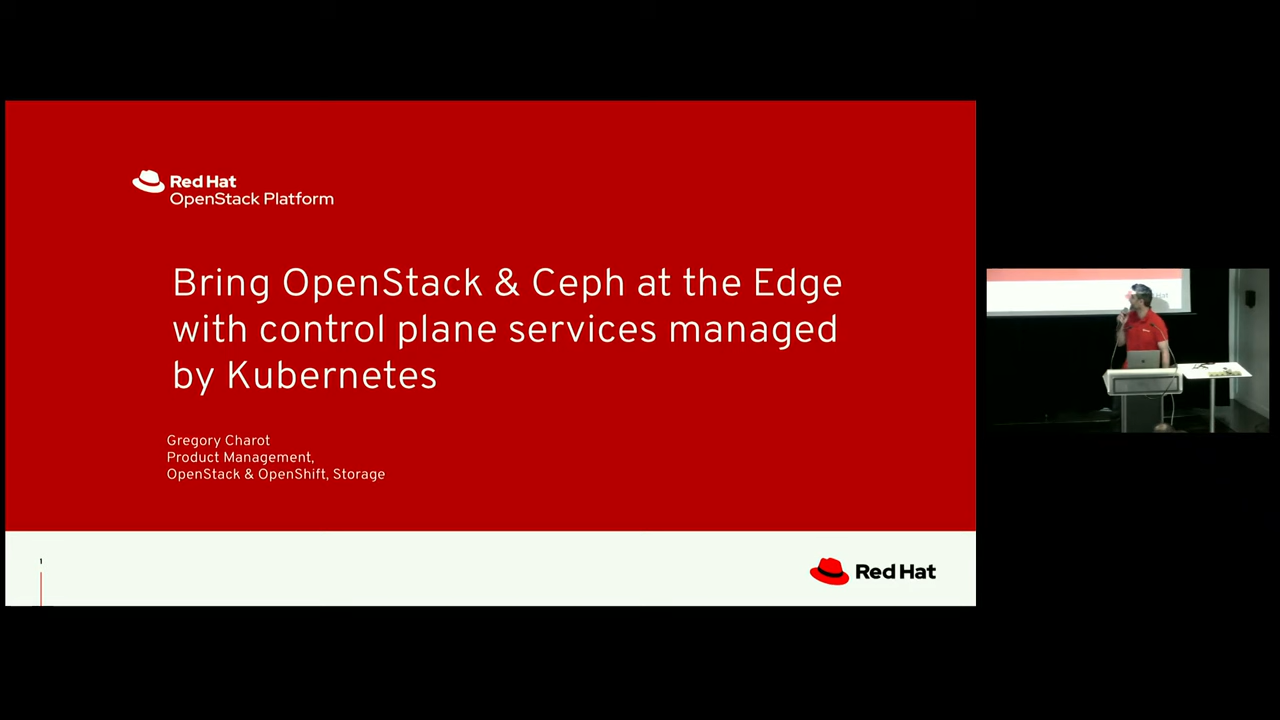 Red Hat
OpenStack Platform
Bring OpenStack & Ceph at the Edge
with control plane services managed
by Kubernetes
Gregory Charot
Product Management,
OpenStack & OpenShift, Storage
1
Red Hat